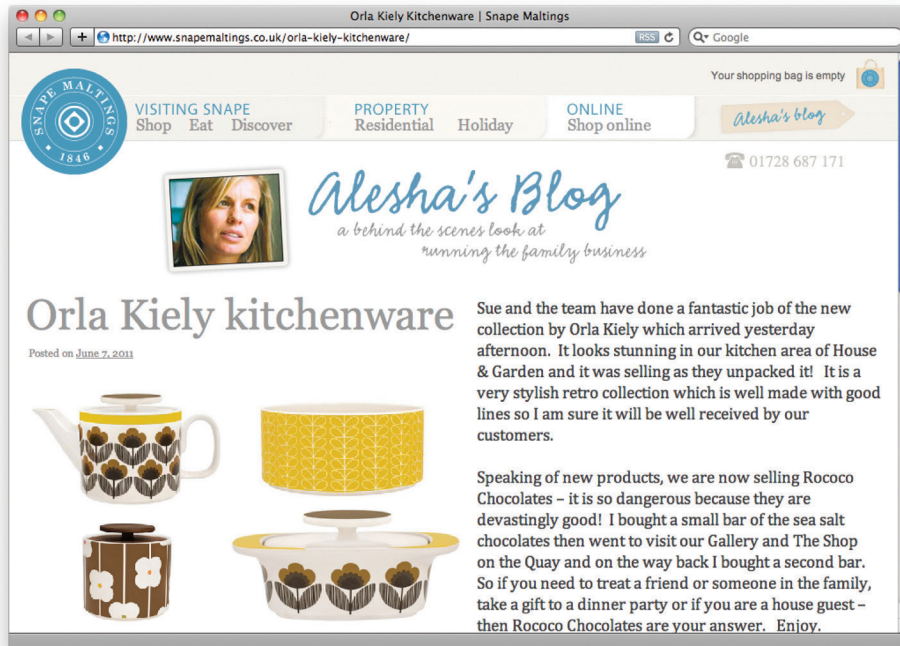 Orla Kiely Kitchenware | Snape Maltings
http://www.snapemaltings.co.uk/orla-kiely-kitchenware/
RSS
Google
Your shopping bag is empty
SNAPE MALTINGS
1846
VISITING SNAPE
Shop Eat Discover
PROPERTY
Residential Holiday
ONLINE
Shop online
Alesha's blog
01728 687 171
Alesha's Blog
a behind the scenes look at
running the family business
Orla Kiely kitchenware
Posted on June 7, 2011
Sue and the team have done a fantastic job of the new
collection by Orla Kiely which arrived yesterday
afternoon. It looks stunning in our kitchen area of House
& Garden and it was selling as they unpacked it! It is a
very stylish retro collection which is well made with good
lines so I am sure it will be well received by our
customers.
Speaking of new products, we are now selling Rococo
Chocolates – it is so dangerous because they are
devastingly good! I bought a small bar of the sea salt
chocolates then went to visit our Gallery and The Shop
on the Quay and on the way back I bought a second bar.
So if you need to treat a friend or someone in the family,
take a gift to a dinner party or if you are a house guest –
then Rococo Chocolates are your answer. Enjoy.